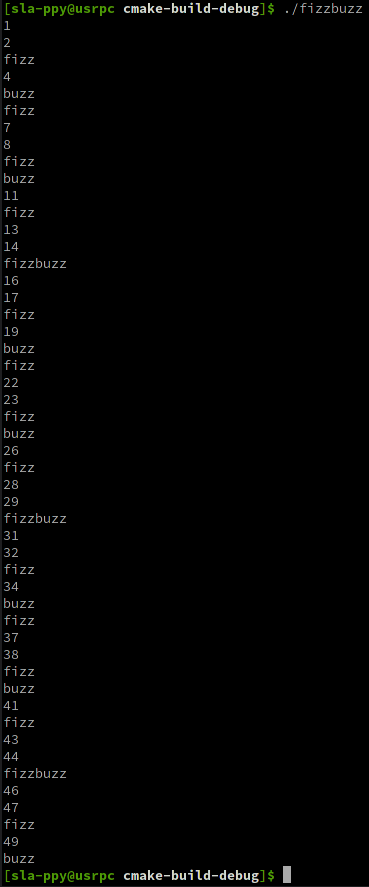 [sla-ppy@usrpc cmake-build-debug]$ ./fizzbuzz
1
2
fizz
4
buzz
fizz
7
8
fizz
buzz
11
fizz
13
14
fizzbuzz
16
17
fizz
19
buzz
fizz
22
23
fizz
buzz
26
fizz
28
29
fizzbuzz
31
32
fizz
34
buzz
fizz
37
38
fizz
buzz
41
fizz
43
44
fizzbuzz
46
47
fizz
49
buzz
[sla-ppy@usrpc cmake-build-debug]$